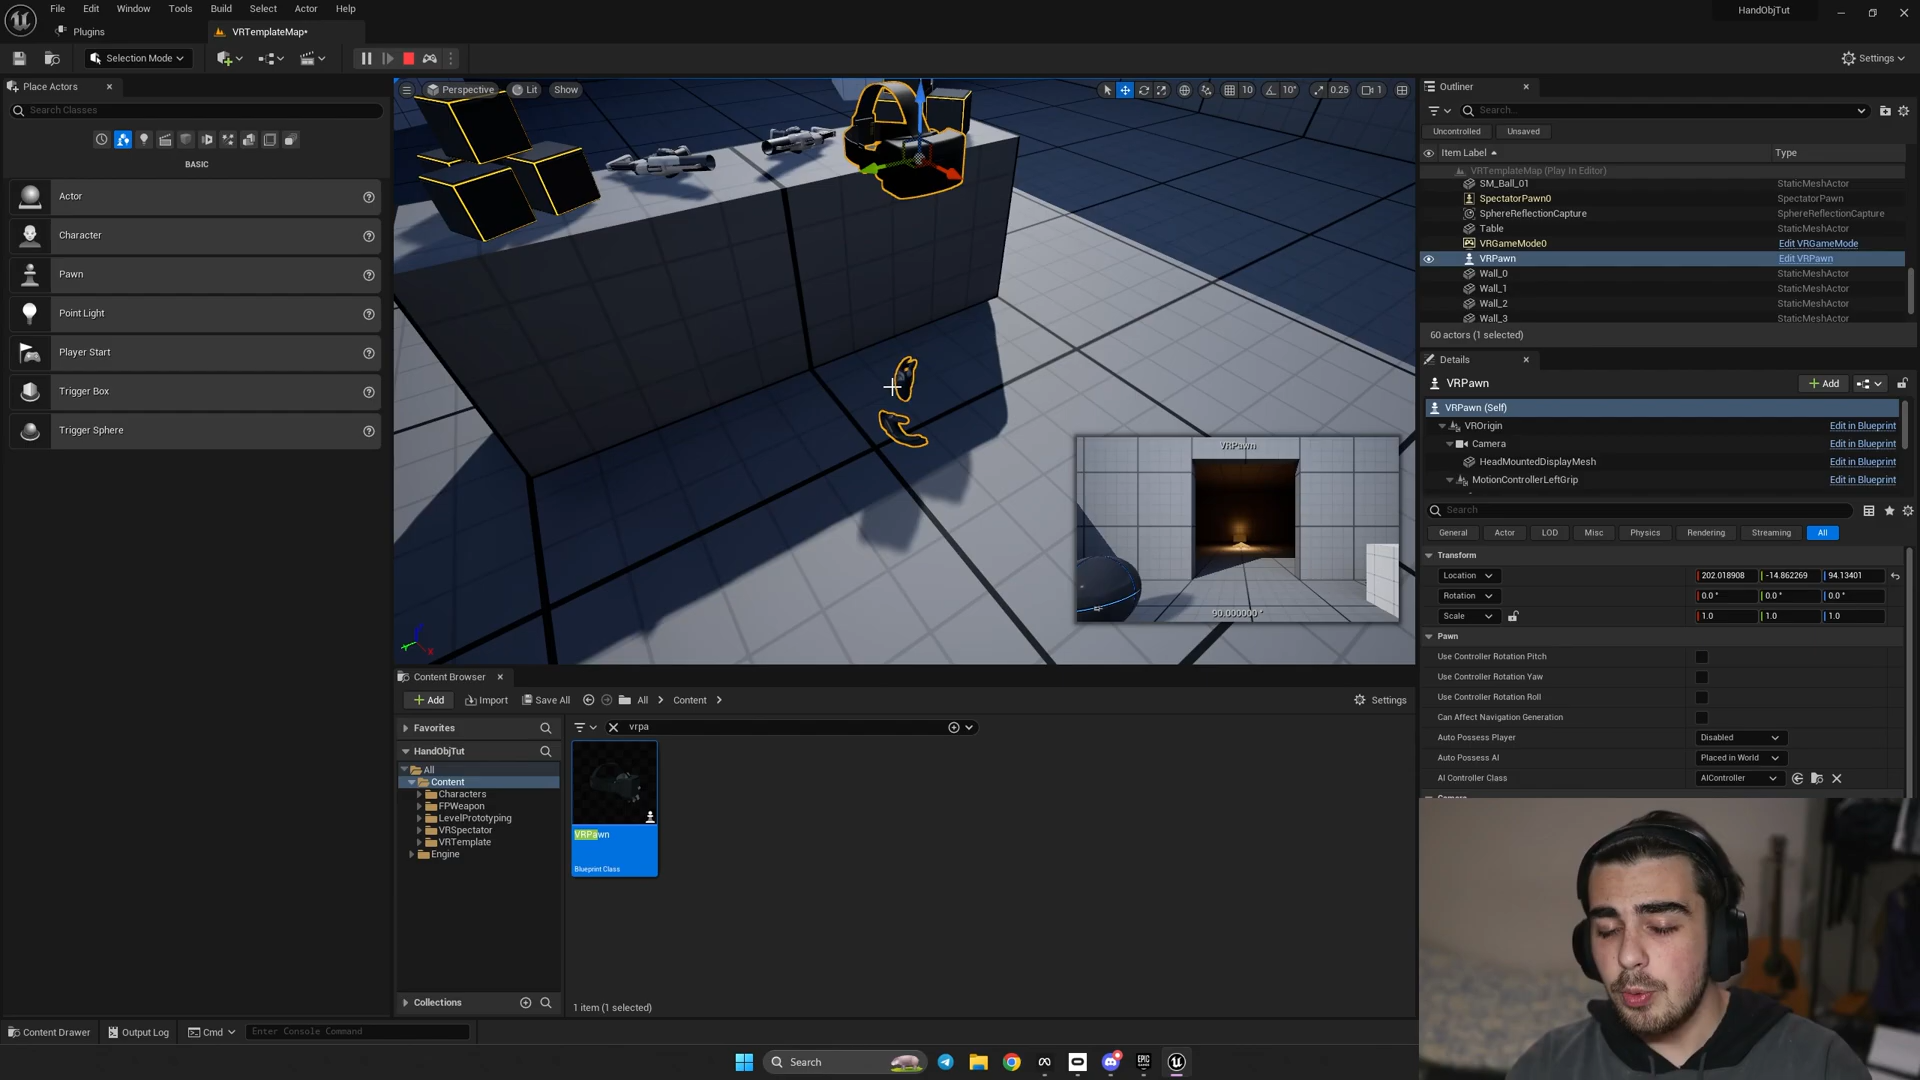 File Edit Window Tools Build Select Actor Help
HandObjTut
Plugins
VRTemplateMap•
Selection Mode
Settings
Place Actors
Search Classes
BASIC
Actor
Character
Pawn
Point Light
Player Start
Trigger Box
Trigger Sphere
Perspective Lit Show
10 10° 0.25 1
VRPawn
90.000000 °
Outliner
Search...
Uncontrolled Unsaved
Item Label Type
VRTemplateMap (Play In Editor)
SM_Ball_01 StaticMeshActor
SpectatorPawn0 SpectatorPawn
SphereReflectionCapture SphereReflectionCapture
Table StaticMeshActor
VRGameMode0 Edit VRGameMode
VRPawn Edit VRPawn
Wall_0 StaticMeshActor
Wall_1 StaticMeshActor
Wall_2 StaticMeshActor
Wall_3 StaticMeshActor
60 actors (1 selected)
Details
VRPawn
Add
VRPawn (Self)
VROrigin Edit in Blueprint
Camera Edit in Blueprint
HeadMountedDisplayMesh Edit in Blueprint
MotionControllerLeftGrip Edit in Blueprint
Search
General Actor LOD Misc Physics Rendering Streaming All
Transform
Location 202.018908 -14.862269 94.13401
Rotation 0.0 ° 0.0 ° 0.0 °
Scale 1.0 1.0 1.0
Pawn
Use Controller Rotation Pitch
Use Controller Rotation Yaw
Use Controller Rotation Roll
Can Affect Navigation Generation
Auto Possess Player Disabled
Auto Possess AI Placed in World
AI Controller Class AIController
Content Browser
Add Import Save All All Content Settings
Favorites
vrpa
HandObjTut
All
Content
Characters
FPWeapon
LevelPrototyping
VRSpectator
VRTemplate
Engine
VRPawn
Blueprint Class
Collections
1 item (1 selected)
Content Drawer Output Log Cmd Enter Console Command
Search
EPIC